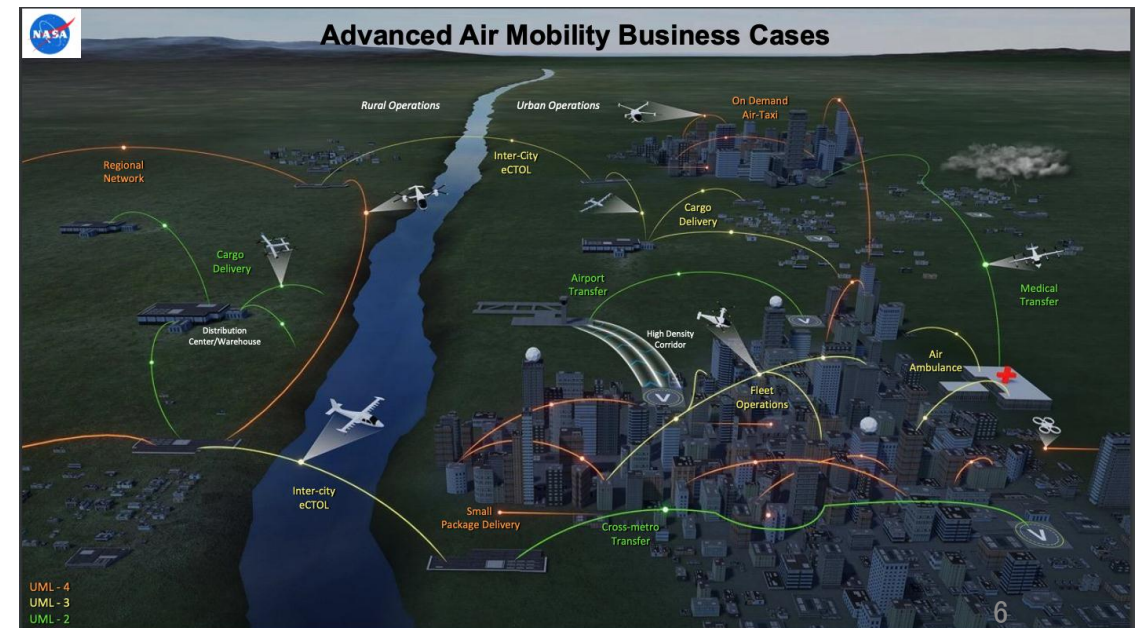 NASA
Advanced Air Mobility Business Cases
Rural Operations
Urban Operations
On Demand
Air-Taxi
Regional
Network
Inter-City
eCTOL
Cargo
Delivery
Cargo
Delivery
Airport
Transfer
Medical
Transfer
Distribution
Center/Warehouse
High Density
Corridor
Air
Ambulance
Fleet
Operations
V
V
V
V
Inter-city
eCTOL
Small
Package Delivery
Cross-metro
Transfer
UML - 4
UML - 3
UML - 2
6